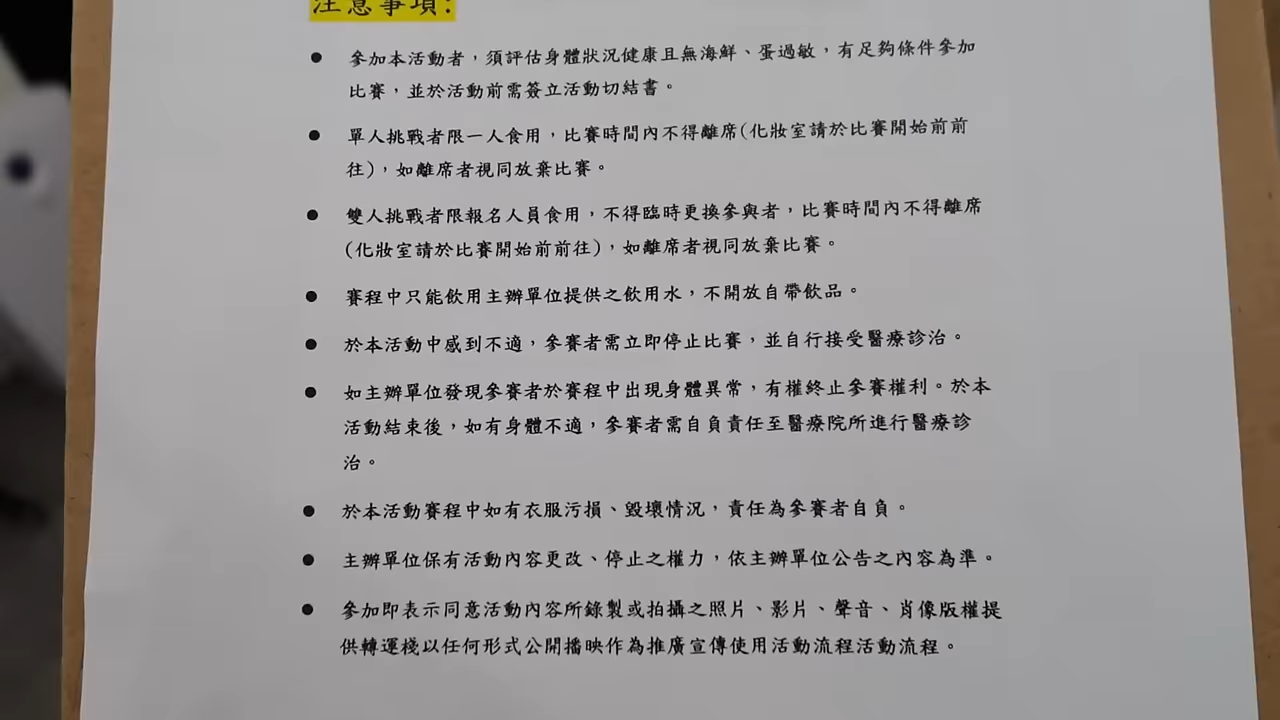 注意事項:
• 參加本活動者，須評估身體狀況健康且無海鮮、蛋過敏，有足夠條件參加
比賽，並於活動前需簽立活動切結書。
• 單人挑戰者限一人食用，比賽時間內不得離席(化妝室請於比賽開始前前
往)，如離席者視同放棄比賽。
• 雙人挑戰者限報名人員食用，不得臨時更換參與者，比賽時間內不得離席
(化妝室請於比賽開始前前往)，如離席者視同放棄比賽。
• 賽程中只能飲用主辦單位提供之飲用水，不開放自帶飲品。
• 於本活動中感到不適，參賽者需立即停止比賽，並自行接受醫療診治。
• 如主辦單位發現參賽者於賽程中出現身體異常，有權終止參賽權利。於本
活動結束後，如有身體不適，參賽者需自負責任至醫療院所進行醫療診
治。
• 於本活動賽程中如有衣服污損、毀壞情況，責任為參賽者自負。
• 主辦單位保有活動內容更改、停止之權力，依主辦單位公告之內容為準。
• 參加即表示同意活動內容所錄製或拍攝之照片、影片、聲音、肖像版權提
供轉運棧以任何形式公開播映作為推廣宣傳使用活動流程活動流程。